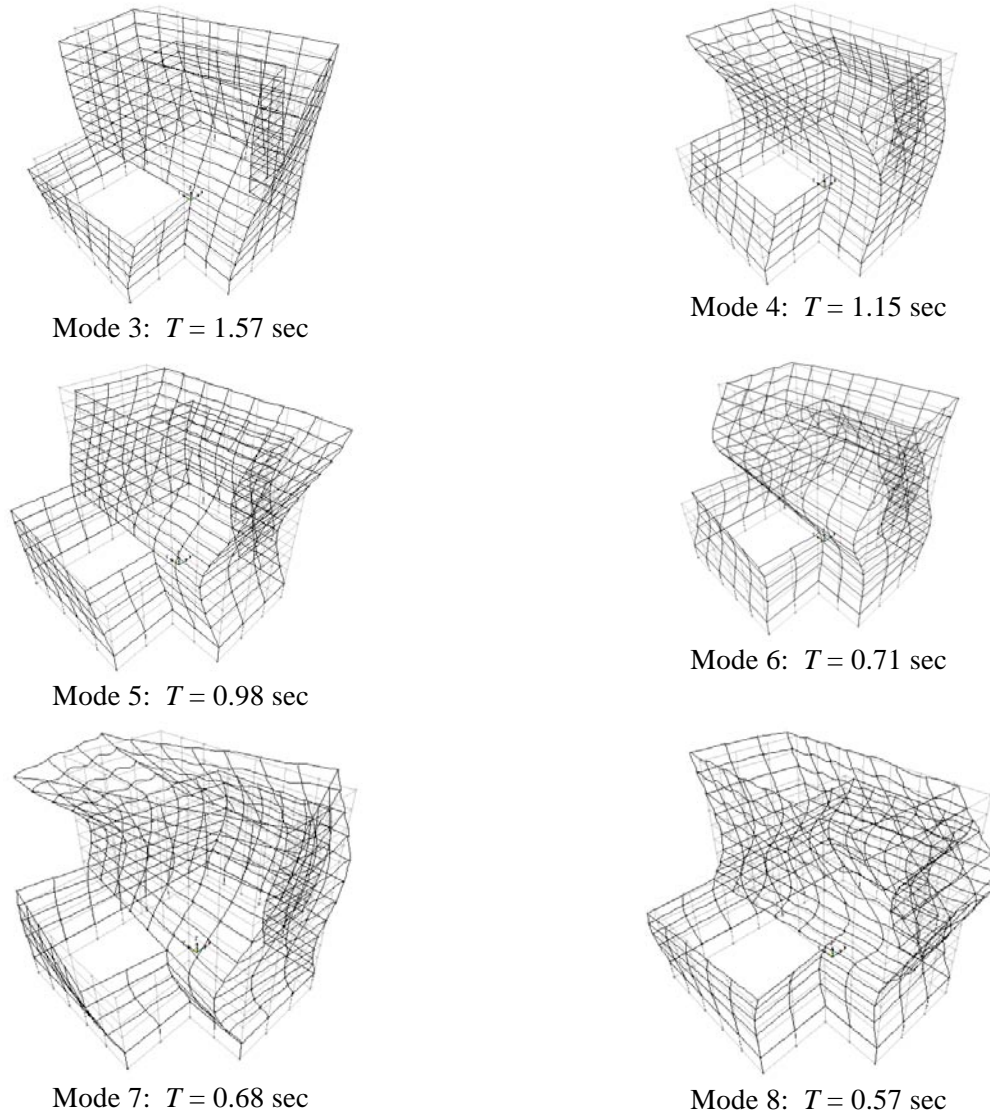 Mode 3: T = 1.57 sec
Mode 4: T = 1.15 sec
Mode 5: T = 0.98 sec
Mode 6: T = 0.71 sec
Mode 7: T = 0.68 sec
Mode 8: T = 0.57 sec